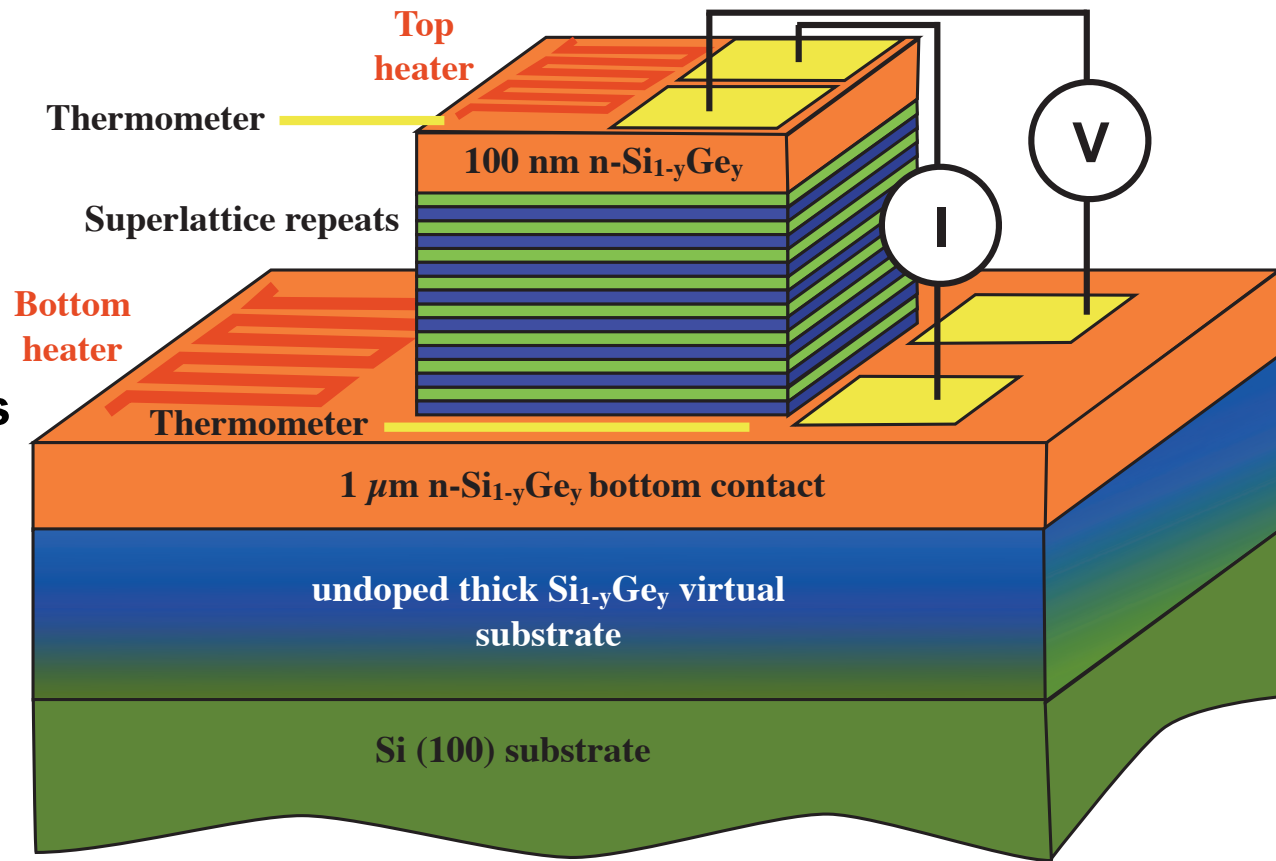 Top
heater
Thermometer
V
100 nm n-Si₁₋yGey
Superlattice repeats
I
Bottom
heater
s
Thermometer
1 µm n-Si₁₋yGey bottom contact
undoped thick Si₁₋yGey virtual
substrate
Si (100) substrate